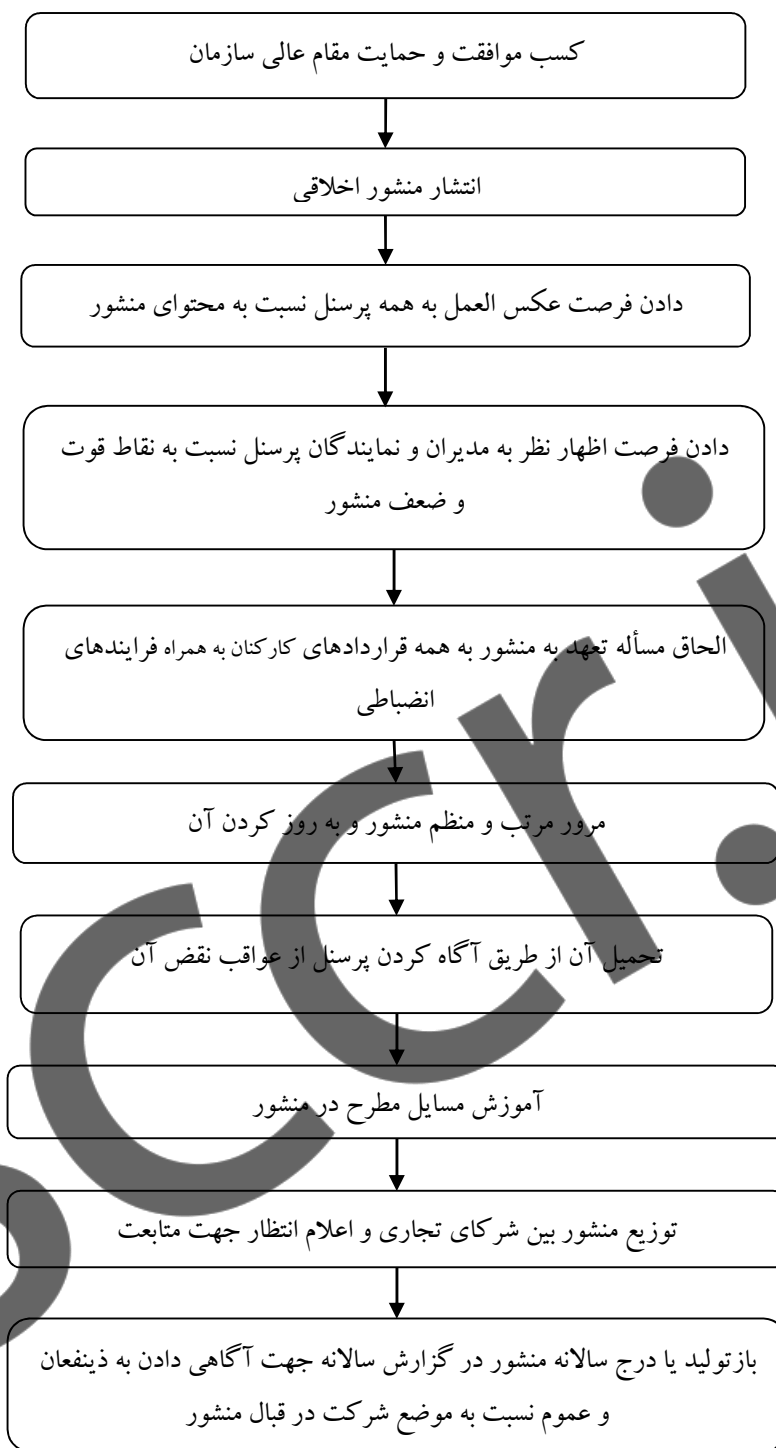 کسب موافقت و حمایت مقام عالی سازمان
انتشار منشور اخلاقی
دادن فرصت عکس العمل به همه پرسنل نسبت به محتوای منشور
دادن فرصت اظهار نظر به مدیران و نمایندگان پرسنل نسبت به نقاط قوت
و ضعف منشور
الحاق مسأله تعهد به منشور به همه قراردادهای کارکنان به همراه فرایندهای
انضباطی
مرور مرتب و منظم منشور و به روز کردن آن
تحمیل آن از طریق آگاه کردن پرسنل از عواقب نقض آن
آموزش مسایل مطرح در منشور
توزیع منشور بین شرکای تجاری و اعلام انتظار جهت متابعت
بازتولید یا درج سالانه منشور در گزارش سالانه جهت آگاهی دادن به ذینفعان
و عموم نسبت به موضع شرکت در قبال منشور